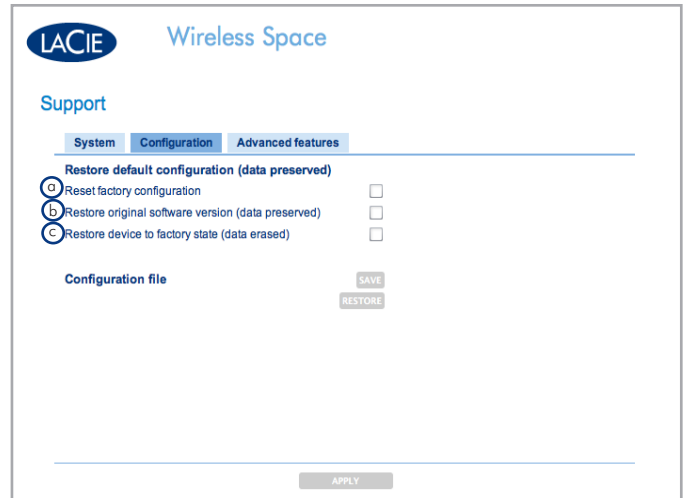 LACIE Wireless Space
Support
System Configuration Advanced features
Restore default configuration (data preserved)
a Reset factory configuration
b Restore original software version (data preserved)
c Restore device to factory state (data erased)
Configuration file SAVE
RESTORE
APPLY